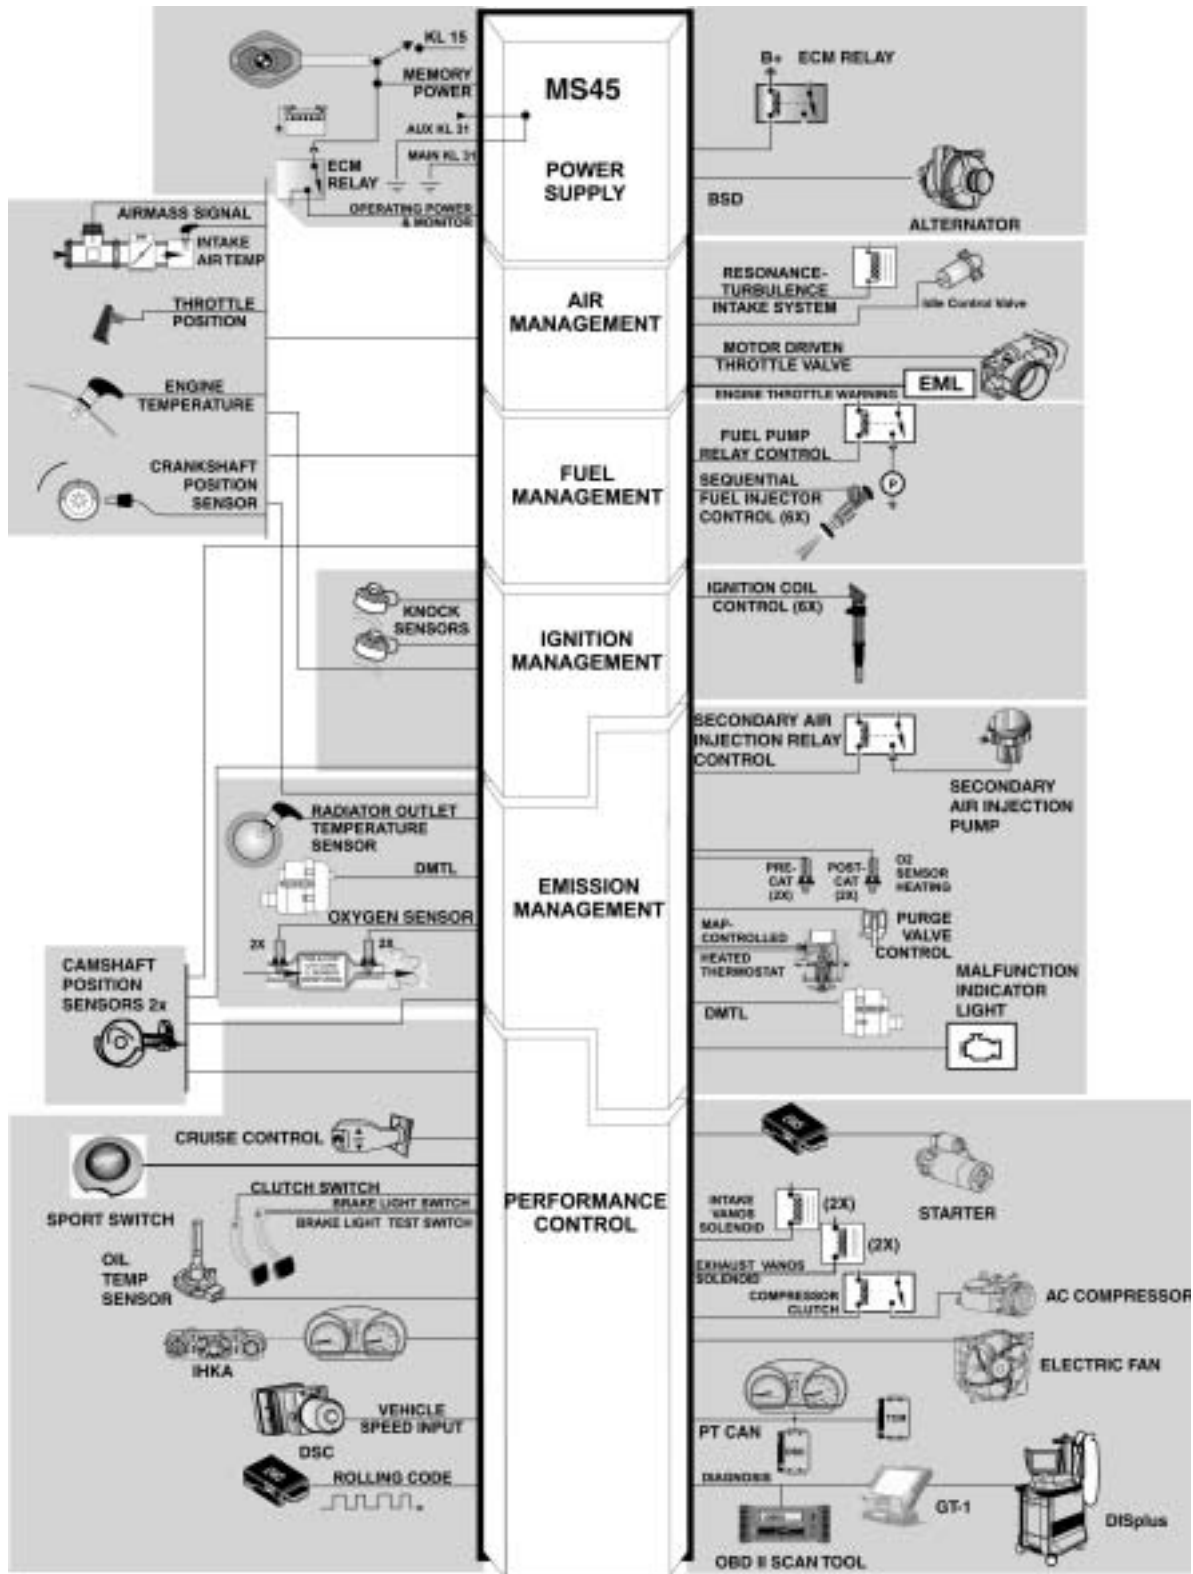 KL 15
MEMORY
POWER
AUX KL 31
MAIN KL 31
ECM
RELAY
OPERATING POWER
& MONITOR
AIRMASS SIGNAL
INTAKE
AIR TEMP
THROTTLE
POSITION
ENGINE
TEMPERATURE
CRANKSHAFT
POSITION
SENSOR
KNOCK
SENSORS
RADIATOR OUTLET
TEMPERATURE
SENSOR
DMTL
OXYGEN SENSOR
2X
2X
CAMSHAFT
POSITION
SENSORS 2x
CRUISE CONTROL
SPORT SWITCH
CLUTCH SWITCH
BRAKE LIGHT SWITCH
BRAKE LIGHT TEST SWITCH
OIL
TEMP
SENSOR
IHKA
VEHICLE
SPEED INPUT
DSC
ROLLING CODE
MS45
POWER
SUPPLY
AIR
MANAGEMENT
FUEL
MANAGEMENT
IGNITION
MANAGEMENT
EMISSION
MANAGEMENT
PERFORMANCE
CONTROL
B+
ECM RELAY
BSD
ALTERNATOR
RESONANCE-
TURBULENCE
INTAKE SYSTEM
Idle Control Valve
MOTOR DRIVEN
THROTTLE VALVE
EML
ENGINE THROTTLE WARNING
FUEL PUMP
RELAY CONTROL
P
SEQUENTIAL
FUEL INJECTOR
CONTROL (6X)
IGNITION COIL
CONTROL (6X)
SECONDARY AIR
INJECTION RELAY
CONTROL
SECONDARY
AIR INJECTION
PUMP
PRE-
CAT
(2X)
POST-
CAT
(2X)
O2
SENSOR
HEATING
PURGE
VALVE
CONTROL
MAP-
CONTROLLED
HEATED
THERMOSTAT
DMTL
MALFUNCTION
INDICATOR
LIGHT
STARTER
INTAKE
VANOS
SOLENOID
(2X)
(2X)
EXHAUST VANOS
SOLENOID
COMPRESSOR
CLUTCH
AC COMPRESSOR
ELECTRIC FAN
PT CAN
TCM
DIAGNOSIS
GT-1
DISplus
OBD II SCAN TOOL